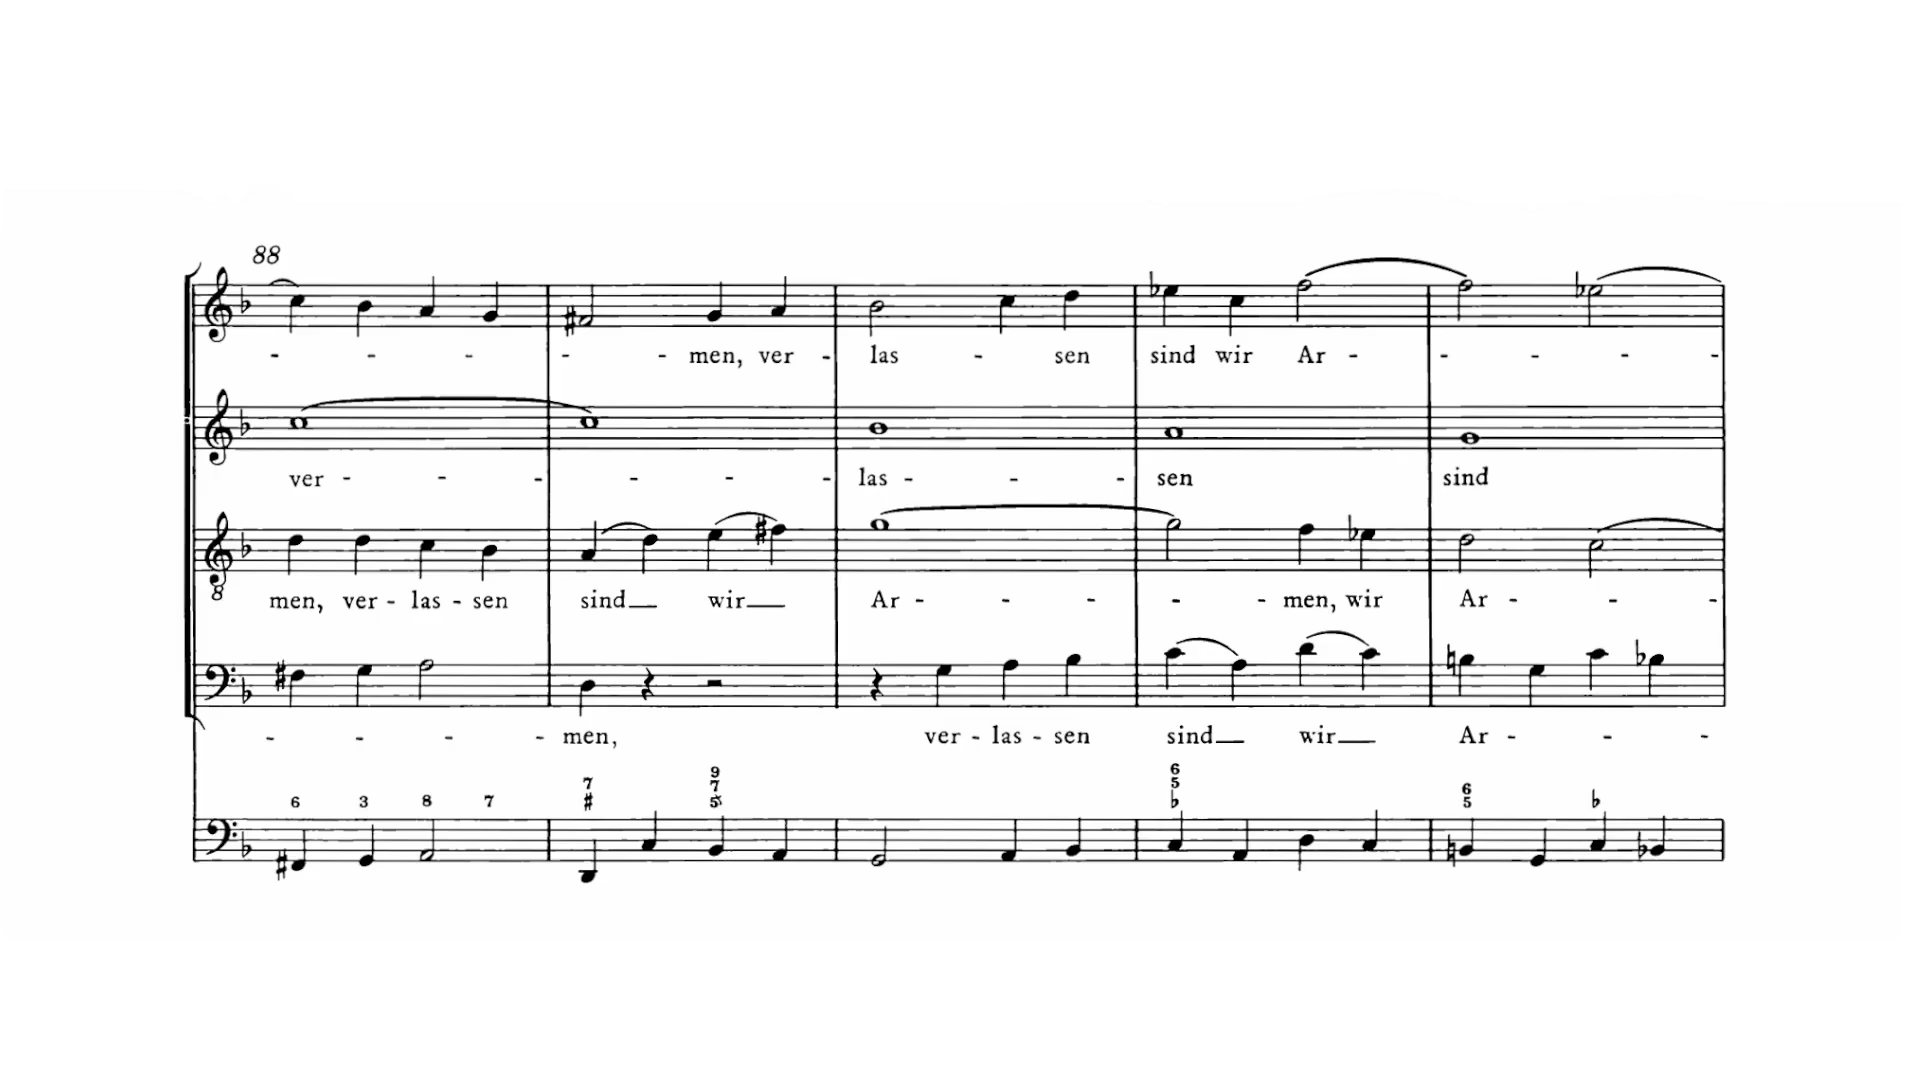 88
- - - - - men, ver - las - sen sind wir Ar - - - - -
ver - - - - - - las - - - sen sind
8
men, ver - las - sen sind wir Ar - - - - - men, wir Ar - - -
- - - - men, ver - las - sen sind wir Ar - - -
6 3 8 7 7 # 9 7 5 6 5 ♭ 6 5 ♭